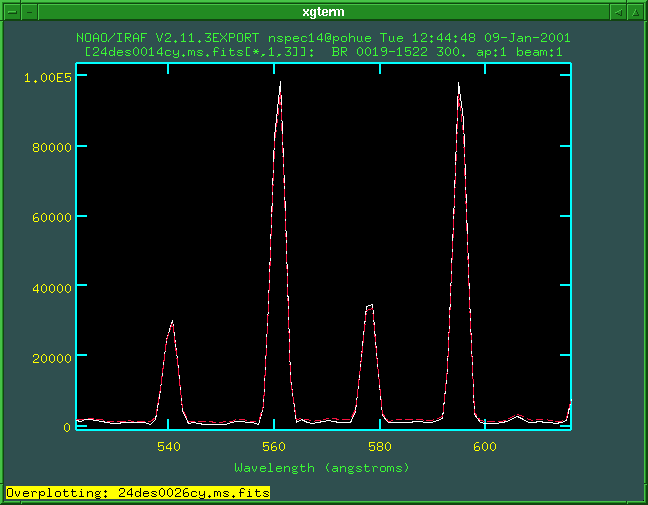 xgterm
NOAO/IRAF V2.11.3EXPORT nspec14@pohue Tue 12:44:48 09-Jan-2001
[24des0014cy.ms.fits[*,1,3]]: BR 0019-1522 300. ap:1 beam:1
1.00E5
80000
60000
40000
20000
0
540 560 580 600
Wavelength (angstroms)
Overplotting: 24des0026cy.ms.fits